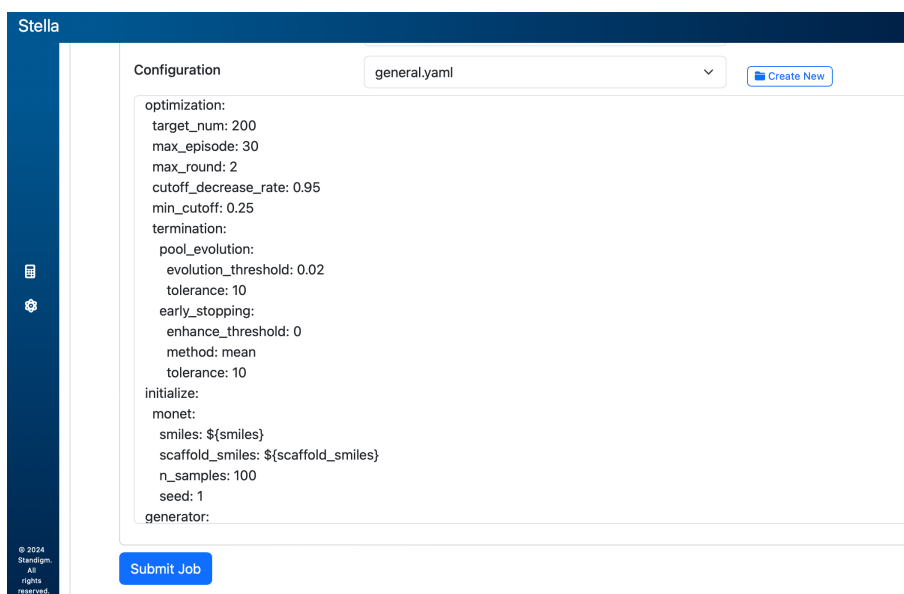 Stella
Configuration
general.yaml
Create New
optimization:
target_num: 200
max_episode: 30
max_round: 2
cutoff_decrease_rate: 0.95
min_cutoff: 0.25
termination:
pool_evolution:
evolution_threshold: 0.02
tolerance: 10
early_stopping:
enhance_threshold: 0
method: mean
tolerance: 10
initialize:
monet:
smiles: ${smiles}
scaffold_smiles: ${scaffold_smiles}
n_samples: 100
seed: 1
generator:
© 2024
Standigm.
All
rights
reserved.
Submit Job